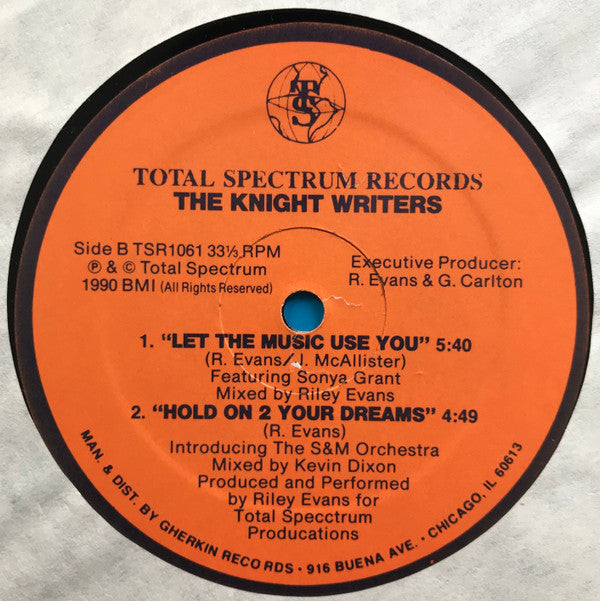 TS
TOTAL SPECTRUM RECORDS
THE KNIGHT WRITERS
Side B TSR1061 33⅓ RPM
℗ & © Total Spectrum
1990 BMI (All Rights Reserved)
Executive Producer:
R. Evans & G. Carlton
1. "LET THE MUSIC USE YOU" 5:40
(R. Evans/J. McAllister)
Featuring Sonya Grant
Mixed by Riley Evans
2. "HOLD ON 2 YOUR DREAMS" 4:49
(R. Evans)
Introducing The S&M Orchestra
Mixed by Kevin Dixon
Produced and Performed
by Riley Evans for
Total Specctrum
Producations
MAN. & DIST. BY GHERKIN RECORDS • 916 BUENA AVE. • CHICAGO, IL 60613